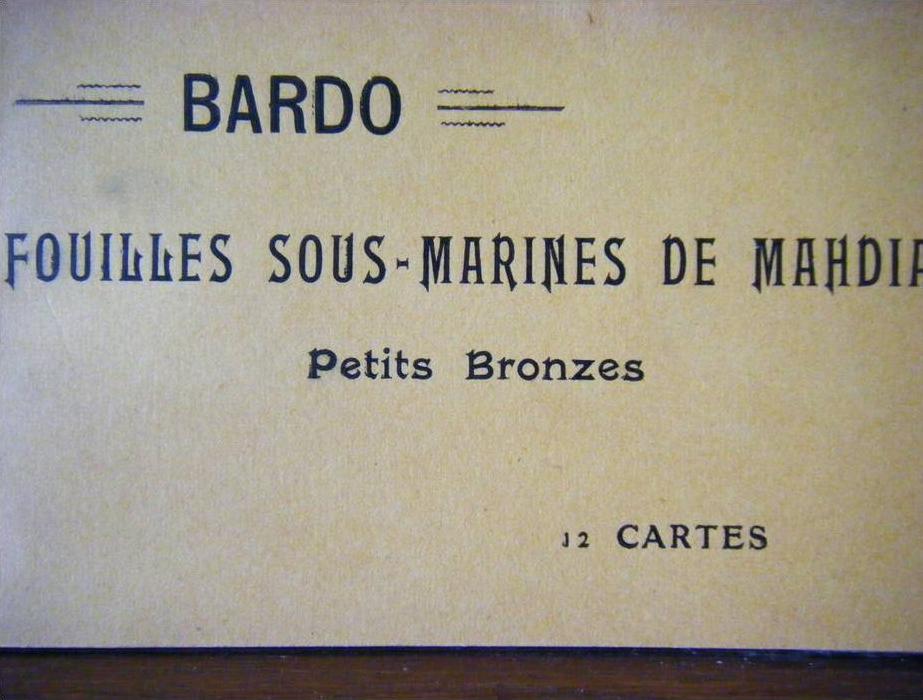 BARDO
FOUILLES SOUS-MARINES DE MAHDIA
Petits Bronzes
12 CARTES